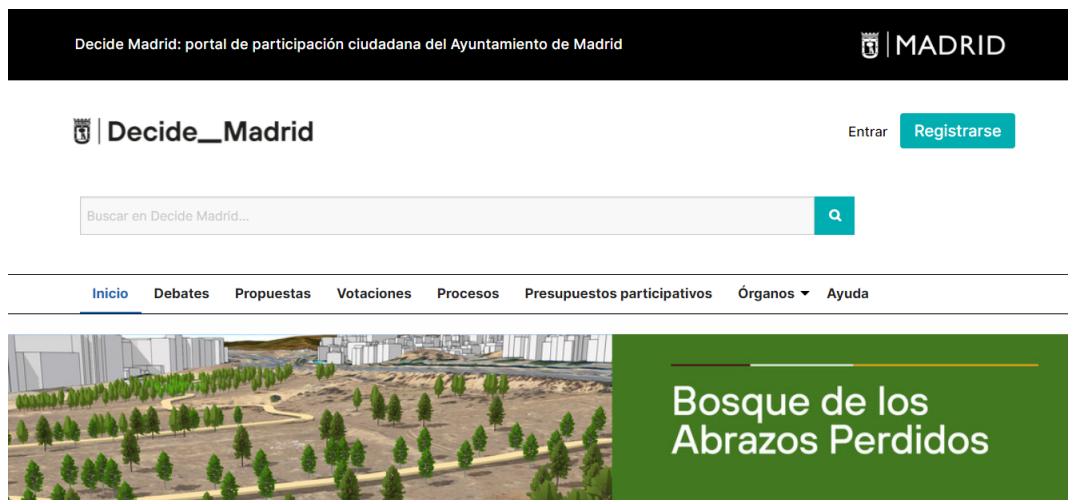 Decide Madrid: portal de participación ciudadana del Ayuntamiento de Madrid
MADRID
Decide__Madrid
Entrar
Registrarse
Buscar en Decide Madrid...
Inicio
Debates
Propuestas
Votaciones
Procesos
Presupuestos participativos
Órganos
Ayuda
Bosque de los
Abrazos Perdidos